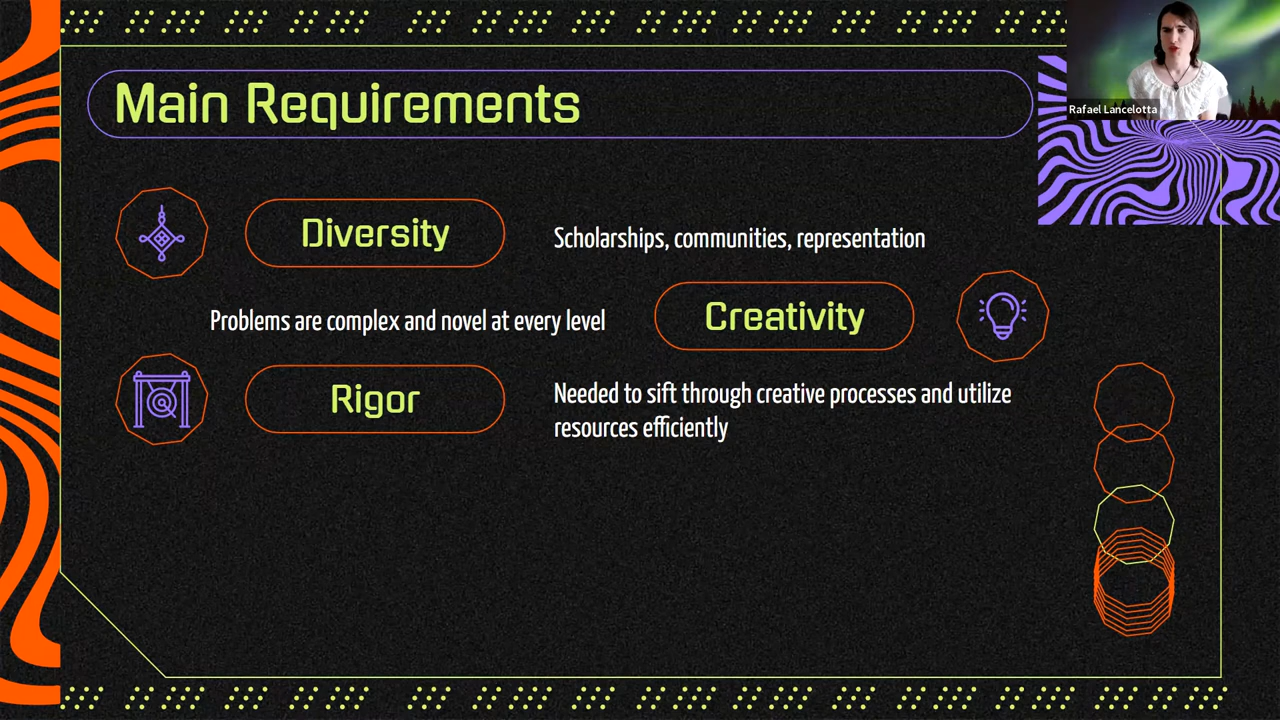 Main Requirements
Rafael Lancelotta
Diversity
Scholarships, communities, representation
Problems are complex and novel at every level
Creativity
Rigor
Needed to sift through creative processes and utilize
resources efficiently